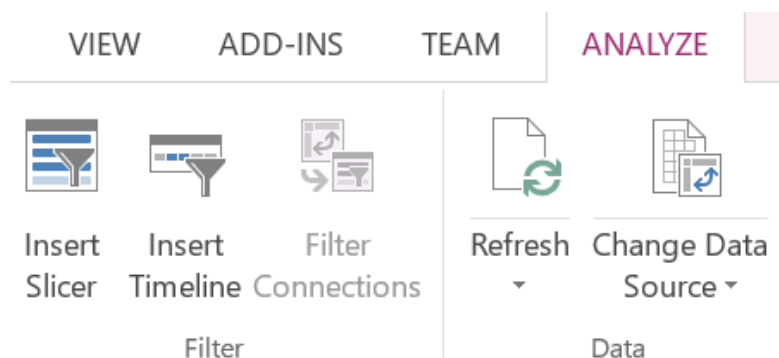 VIEW ADD-INS TEAM ANALYZE
Insert Slicer
Insert Timeline
Filter Connections
Refresh
Change Data Source
Filter
Data